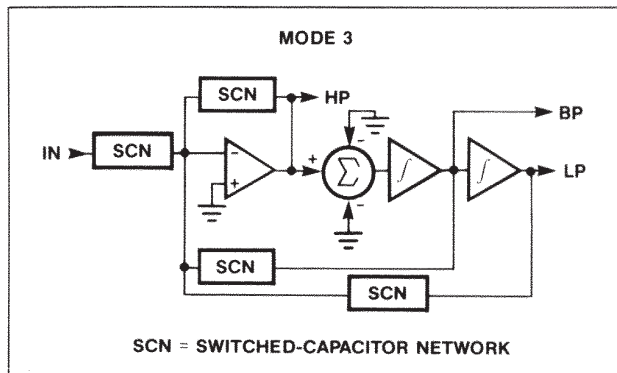 MODE 3
SCN
HP
BP
IN
SCN
-
+
+
-
Σ
-
∫
∫
LP
SCN
SCN
SCN = SWITCHED-CAPACITOR NETWORK